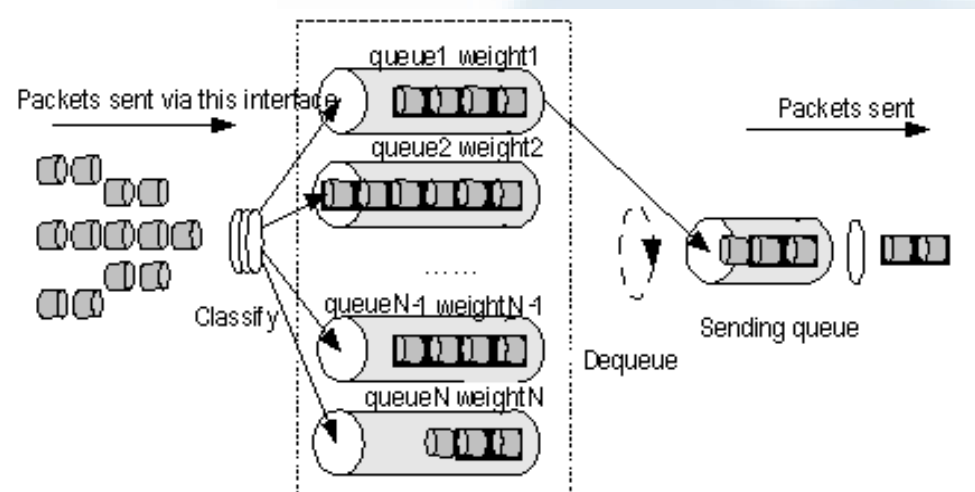 queue1 weight1
Packets sent via this interface
Packets sent
queue2 weight2
......
queueN-1 weightN-1
Classify
Sending queue
Dequeue
queueN weightN